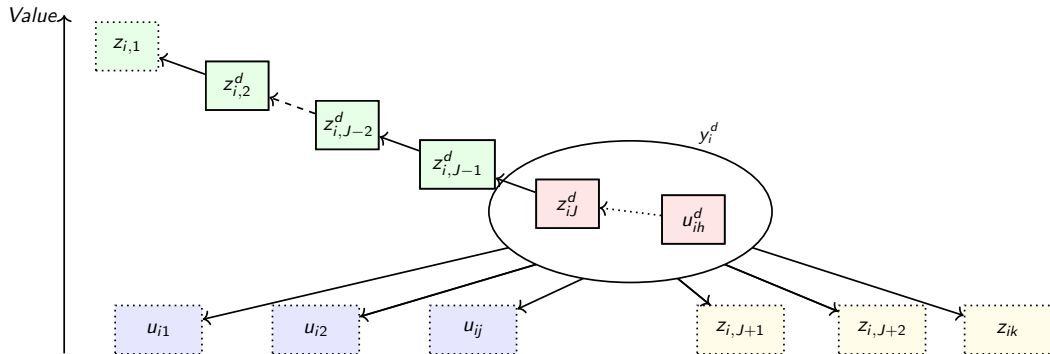 Value
z_{i,1}
z^d_{i,2}
z^d_{i,J−2}
z^d_{i,J−1}
y^d_i
z^d_{iJ}
u^d_{ih}
u_{i1}
u_{i2}
u_{ij}
z_{i,J+1}
z_{i,J+2}
z_{ik}